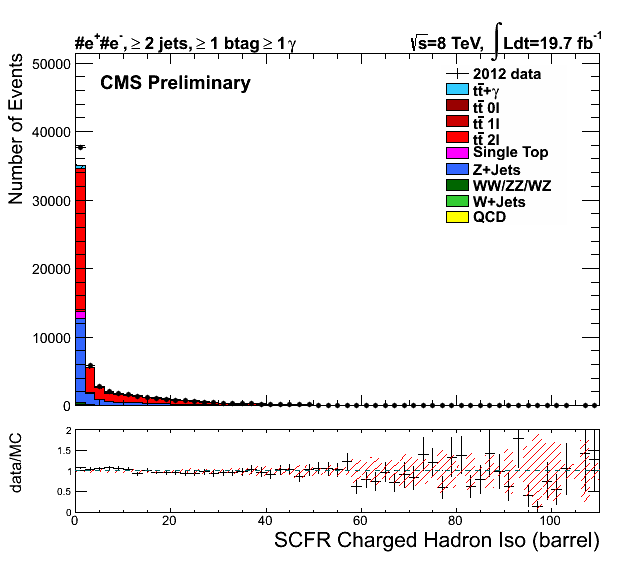 #e⁺#e⁻, ≥ 2 jets, ≥ 1 btag ≥ 1 γ
√s=8 TeV, ∫ Ldt=19.7 fb⁻¹
CMS Preliminary
Number of Events
50000
40000
30000
20000
10000
0
2012 data
tt̄+γ
tt̄ 0l
tt̄ 1l
tt̄ 2l
Single Top
Z+Jets
WW/ZZ/WZ
W+Jets
QCD
data/MC
2
1.5
1
0.5
0
0 20 40 60 80 100
SCFR Charged Hadron Iso (barrel)